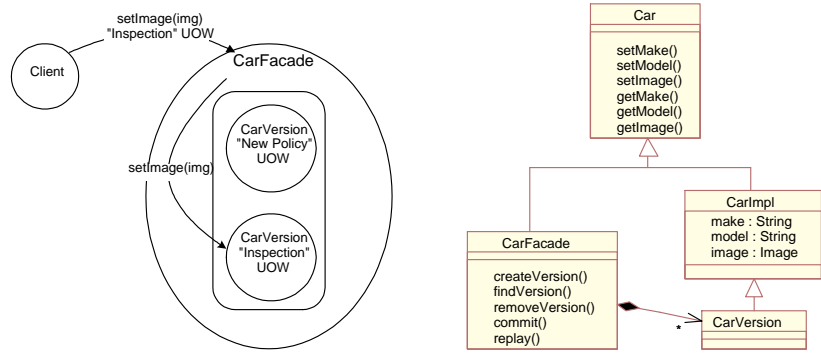 setImage(img)
"Inspection" UOW
Client
CarFacade
CarVersion
"New Policy"
UOW
setImage(img)
CarVersion
"Inspection"
UOW
Car
setMake()
setModel()
setImage()
getMake()
getModel()
getImage()
CarImpl
make : String
model : String
image : Image
CarFacade
createVersion()
findVersion()
removeVersion()
commit()
replay()
*
CarVersion